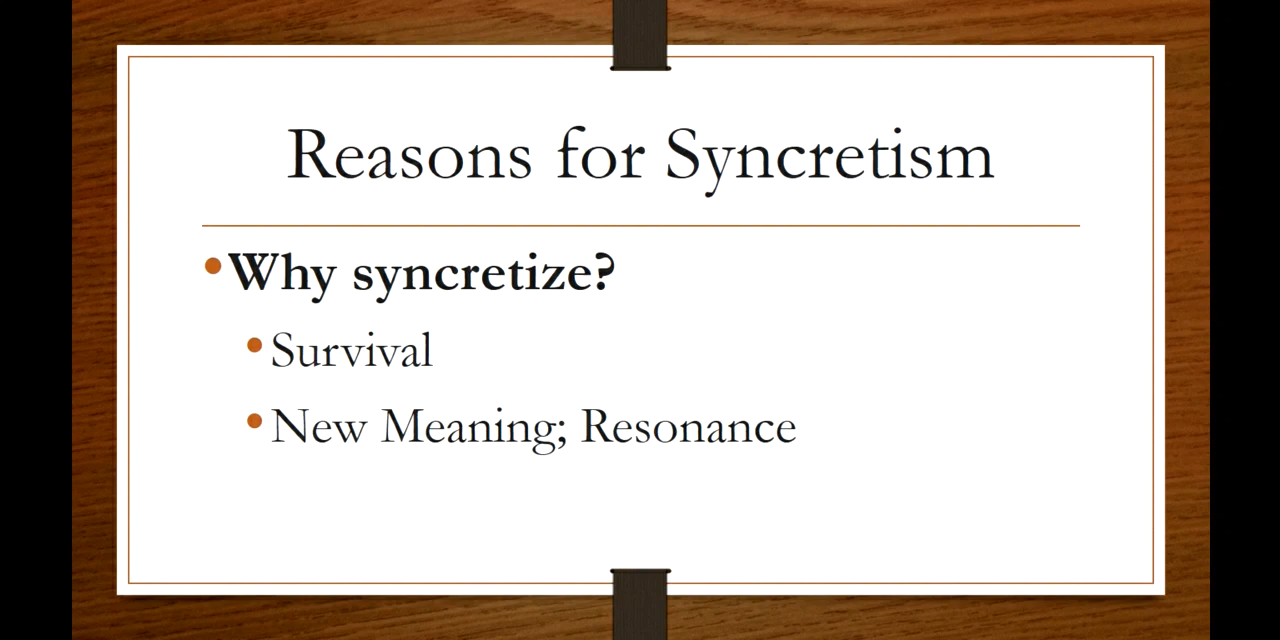 Reasons for Syncretism
•Why syncretize?
•Survival
•New Meaning; Resonance